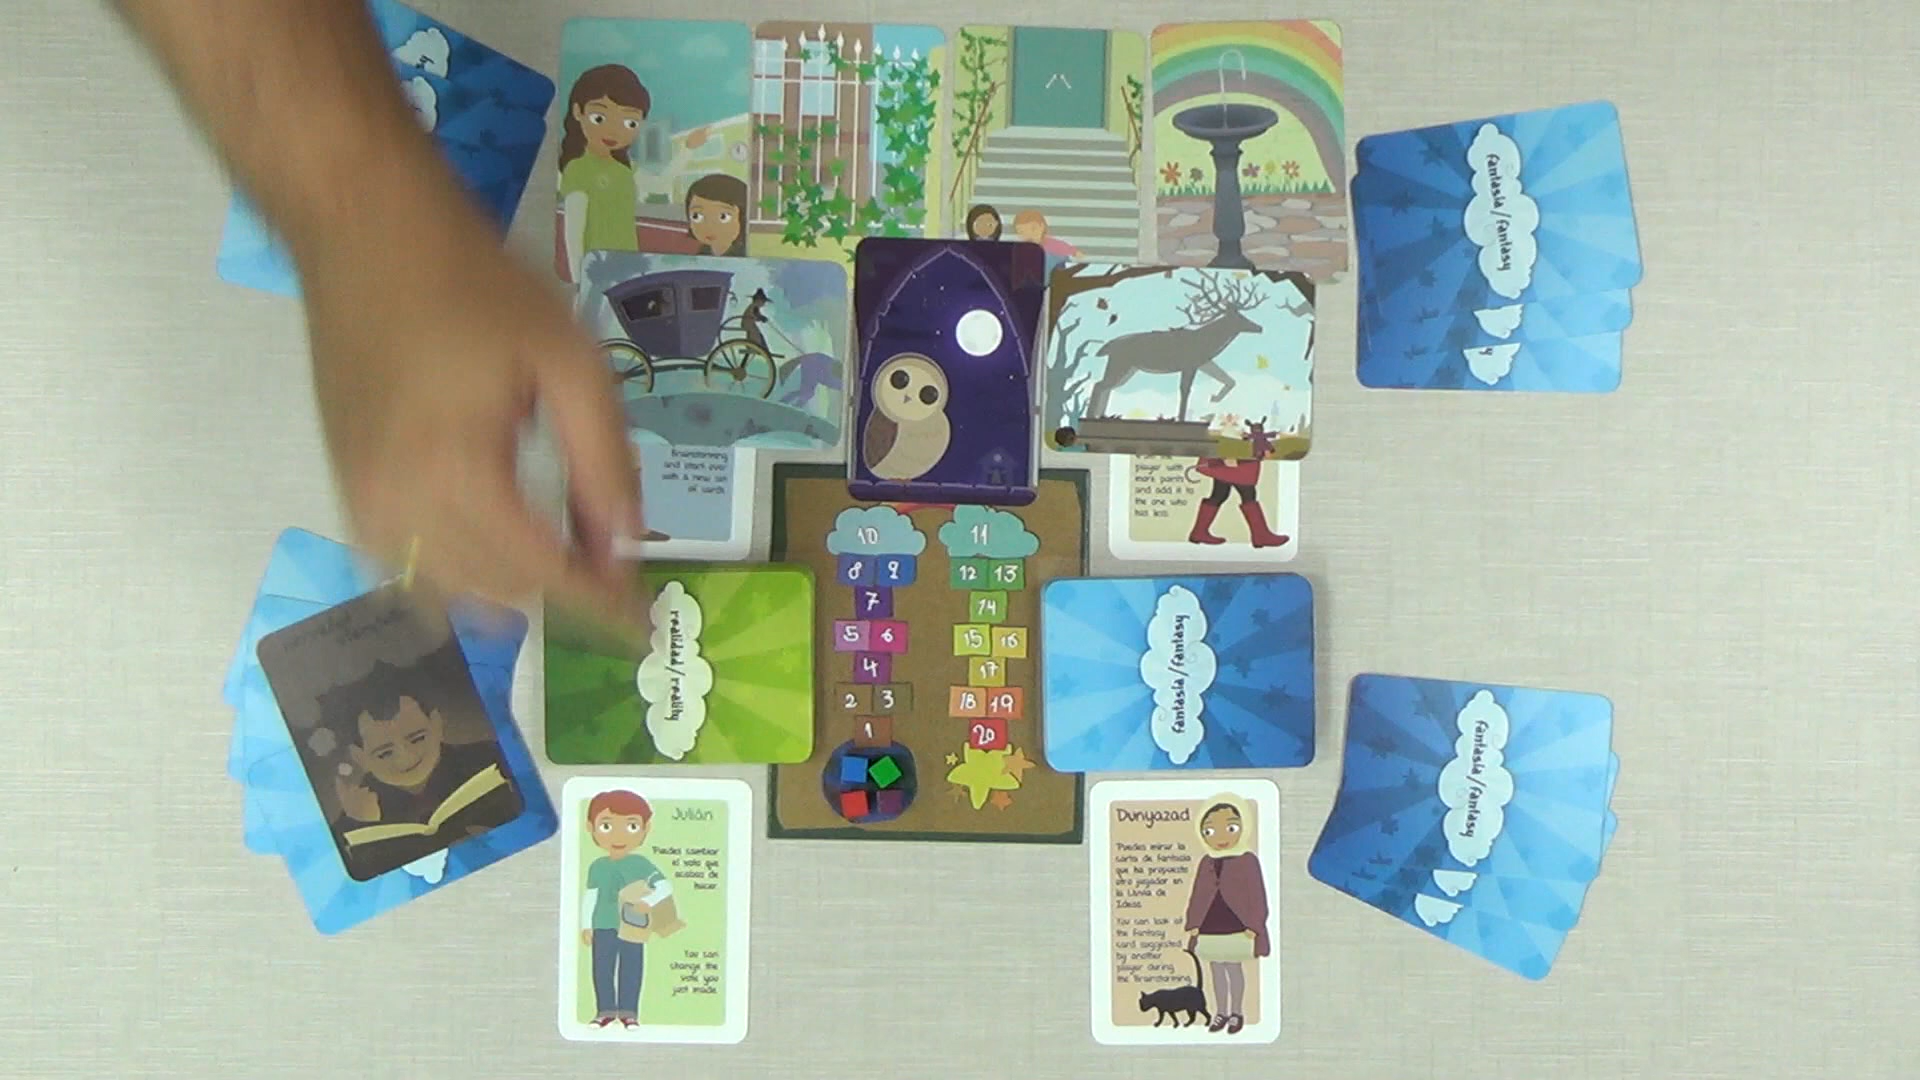 fantasía/fantasy
Brainstorming
and start over
with a new set
of cards
player with
more points
and add it to
the one who
has less.
10
11
8 9
12 13
7
14
5 6
15 16
4
17
2 3
18 19
1
20
realidad/reality
fantasía/fantasy
fantasía/fantasy
Julián
Puedes cambiar
el voto que
acabas de
hacer.
You can
change the
vote you
just made.
Dunyazad
Puedes mirar la
carta de fantasía
que ha propuesto
otro jugador en
la Lluvia de
Ideas.
You can look at
the fantasy
card suggested
by another
player during
the Brainstorming.